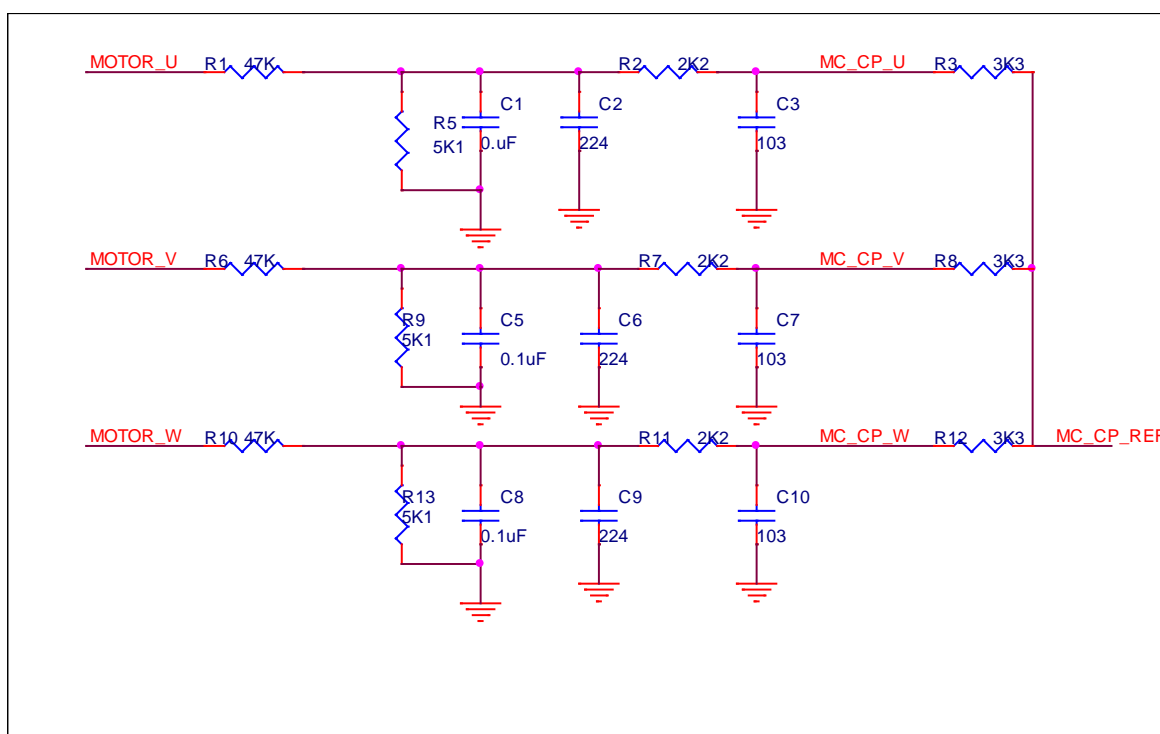 MOTOR_U R1 47K R2 2K2 MC_CP_U R3 3K3
C1 C2 C3
R5
5K1 0.uF 224 103
MOTOR_V R6 47K R7 2K2 MC_CP_V R8 3K3
R9 C5 C6 C7
5K1 0.1uF 224 103
MOTOR_W R10 47K R11 2K2 MC_CP_W R12 3K3 MC_CP_REF
R13 C8 C9 C10
5K1 0.1uF 224 103